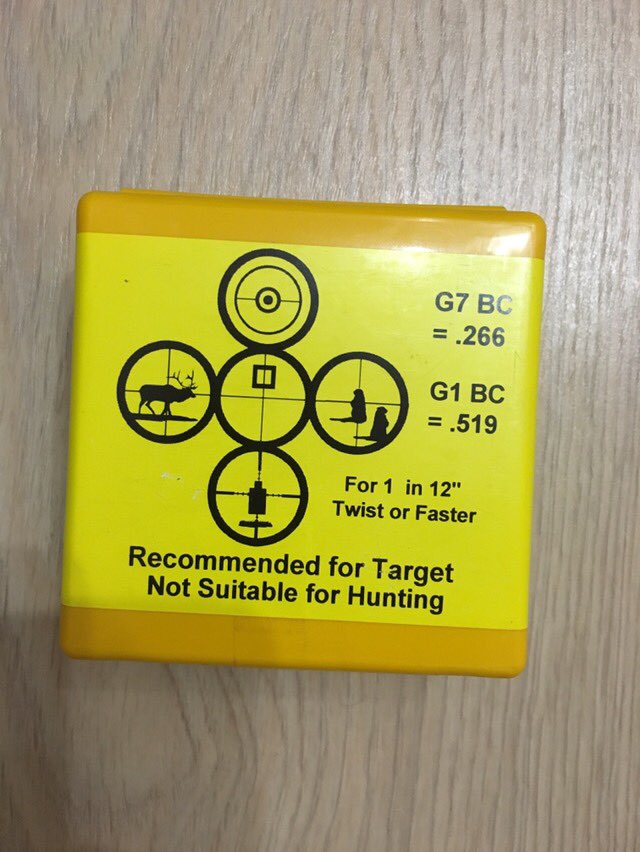 G7 BC
= .266
G1 BC
= .519
For 1 in 12"
Twist or Faster
Recommended for Target
Not Suitable for Hunting